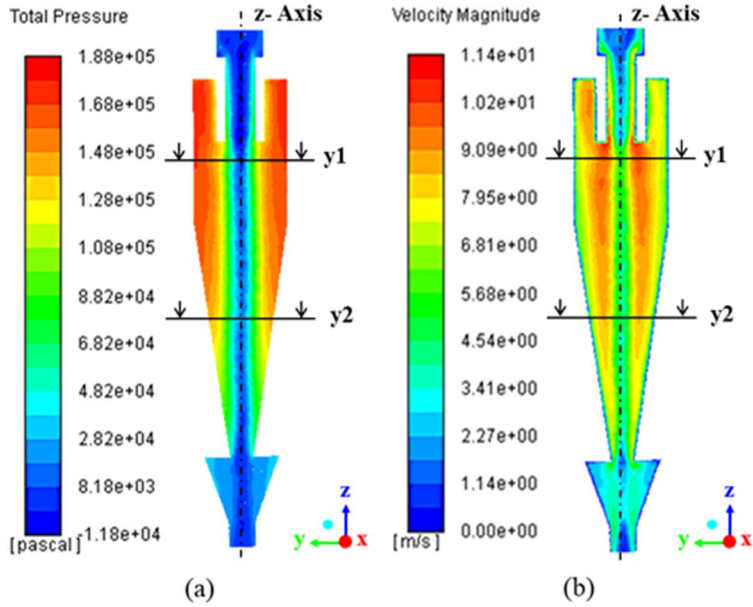 Total Pressure
z- Axis
1.88e+05
1.68e+05
1.48e+05
1.28e+05
1.08e+05
8.82e+04
6.82e+04
4.82e+04
2.82e+04
8.18e+03
-1.18e+04
[pascal]
y1
y2
z
y
x
(a)
Velocity Magnitude
z- Axis
1.14e+01
1.02e+01
9.09e+00
7.95e+00
6.81e+00
5.68e+00
4.54e+00
3.41e+00
2.27e+00
1.14e+00
0.00e+00
[m/s]
y1
y2
z
y
x
(b)